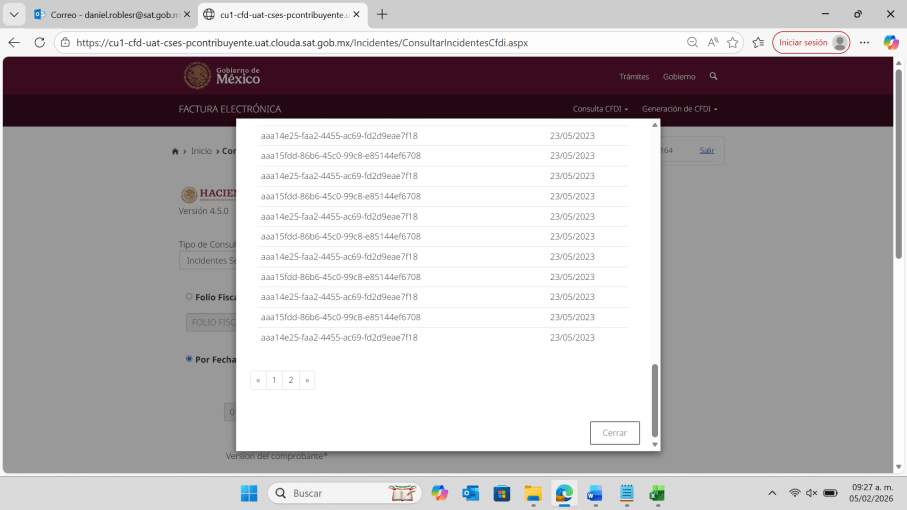 Correo - daniel.roblesr@sat.gob.m
cu1-cfd-uat-cses-pcontribuyente.u
https://cu1-cfd-uat-cses-pcontribuyente.uat.clouda.sat.gob.mx/Incidentes/ConsultarIncidentesCfdi.aspx
Iniciar sesión
Gobierno de
México
Trámites
Gobierno
FACTURA ELECTRÓNICA
Consulta CFDI
Generación de CFDI
Inicio > Cor
164
Salir
HACIEN
Versión 4.5.0
Tipo de Consul
Incidentes Se
Folio Fisca
FOLIO FISC
Por Fecha
0
Version del comprobante*
aaa14e25-faa2-4455-ac69-fd2d9eae7f18 23/05/2023
aaa15fdd-86b6-45c0-99c8-e85144ef6708 23/05/2023
aaa14e25-faa2-4455-ac69-fd2d9eae7f18 23/05/2023
aaa15fdd-86b6-45c0-99c8-e85144ef6708 23/05/2023
aaa14e25-faa2-4455-ac69-fd2d9eae7f18 23/05/2023
aaa15fdd-86b6-45c0-99c8-e85144ef6708 23/05/2023
aaa14e25-faa2-4455-ac69-fd2d9eae7f18 23/05/2023
aaa15fdd-86b6-45c0-99c8-e85144ef6708 23/05/2023
aaa14e25-faa2-4455-ac69-fd2d9eae7f18 23/05/2023
aaa15fdd-86b6-45c0-99c8-e85144ef6708 23/05/2023
aaa14e25-faa2-4455-ac69-fd2d9eae7f18 23/05/2023
« 1 2 »
Cerrar
Buscar
09:27 a. m.
05/02/2026